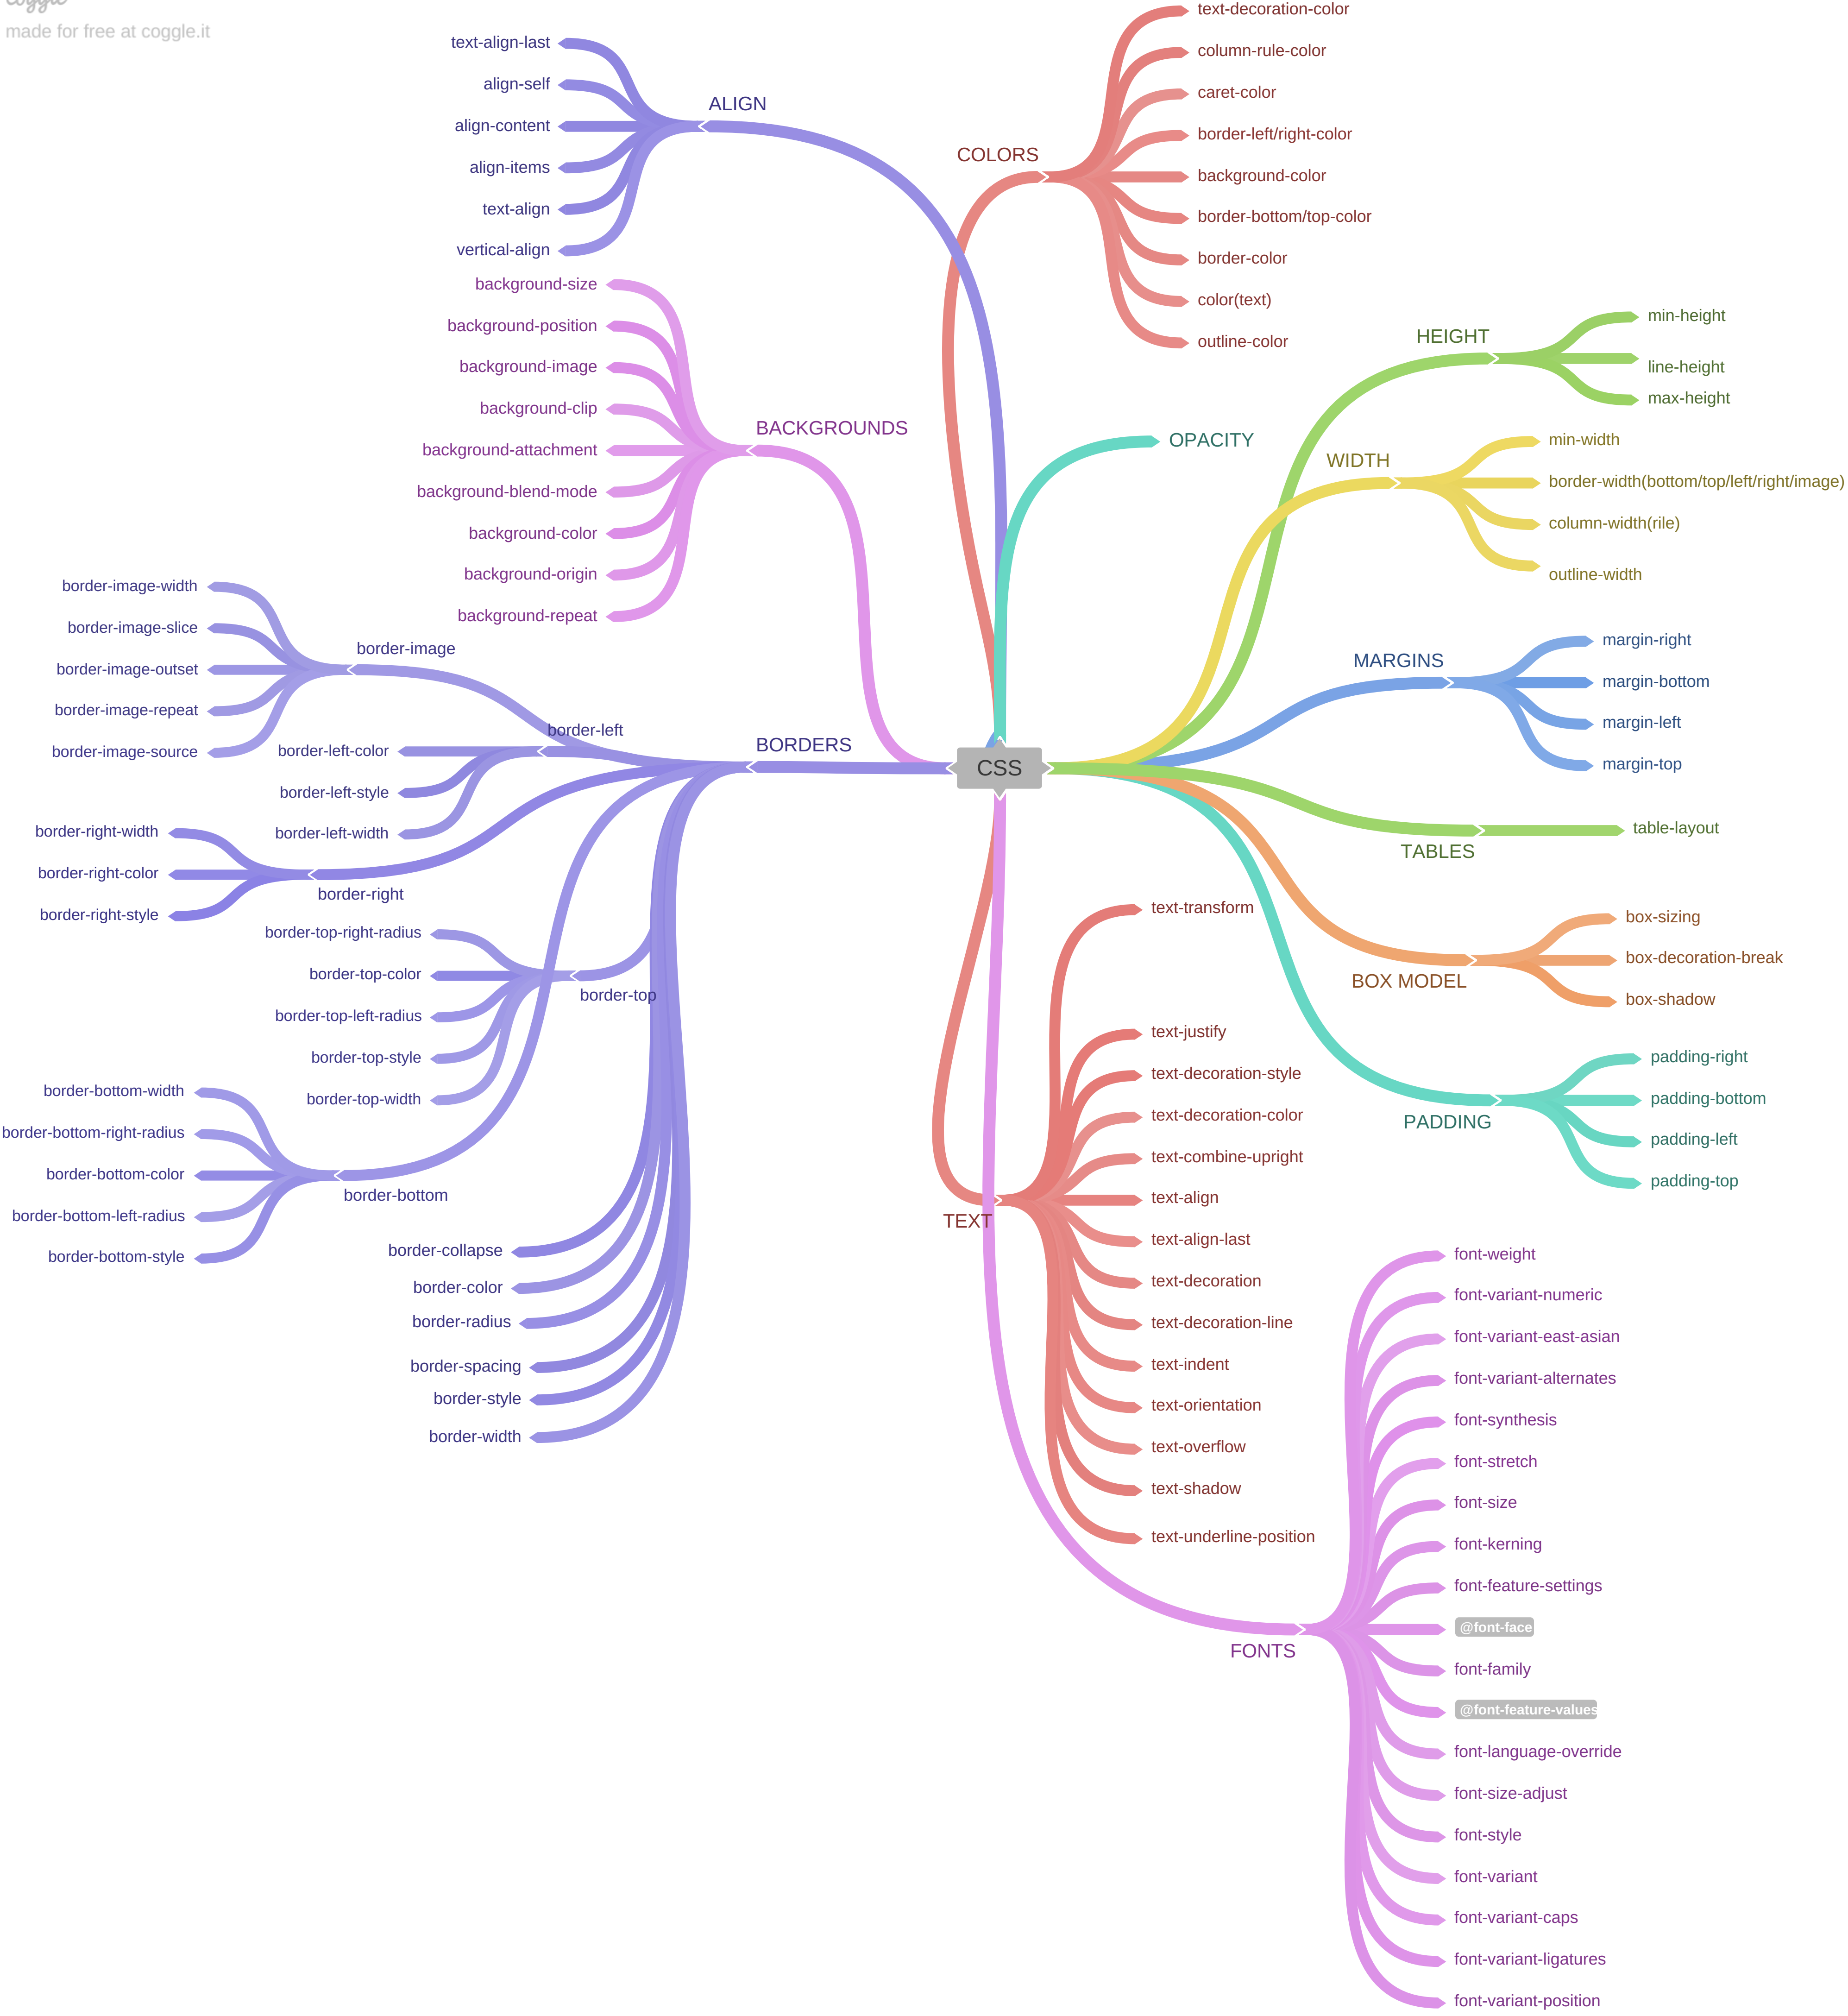 coggle
made for free at coggle.it
CSS
ALIGN
text-align-last
align-self
align-content
align-items
text-align
vertical-align
BACKGROUNDS
background-size
background-position
background-image
background-clip
background-attachment
background-blend-mode
background-color
background-origin
background-repeat
BORDERS
border-image
border-image-width
border-image-slice
border-image-outset
border-image-repeat
border-image-source
border-left
border-left-color
border-left-style
border-left-width
border-right
border-right-width
border-right-color
border-right-style
border-top
border-top-right-radius
border-top-color
border-top-left-radius
border-top-style
border-top-width
border-bottom
border-bottom-width
border-bottom-right-radius
border-bottom-color
border-bottom-left-radius
border-bottom-style
border-collapse
border-color
border-radius
border-spacing
border-style
border-width
COLORS
text-decoration-color
column-rule-color
caret-color
border-left/right-color
background-color
border-bottom/top-color
border-color
color(text)
outline-color
OPACITY
HEIGHT
min-height
line-height
max-height
WIDTH
min-width
border-width(bottom/top/left/right/image)
column-width(rile)
outline-width
MARGINS
margin-right
margin-bottom
margin-left
margin-top
TABLES
table-layout
BOX MODEL
box-sizing
box-decoration-break
box-shadow
PADDING
padding-right
padding-bottom
padding-left
padding-top
TEXT
text-transform
text-justify
text-decoration-style
text-decoration-color
text-combine-upright
text-align
text-align-last
text-decoration
text-decoration-line
text-indent
text-orientation
text-overflow
text-shadow
text-underline-position
FONTS
font-weight
font-variant-numeric
font-variant-east-asian
font-variant-alternates
font-synthesis
font-stretch
font-size
font-kerning
font-feature-settings
@font-face
font-family
@font-feature-values
font-language-override
font-size-adjust
font-style
font-variant
font-variant-caps
font-variant-ligatures
font-variant-position